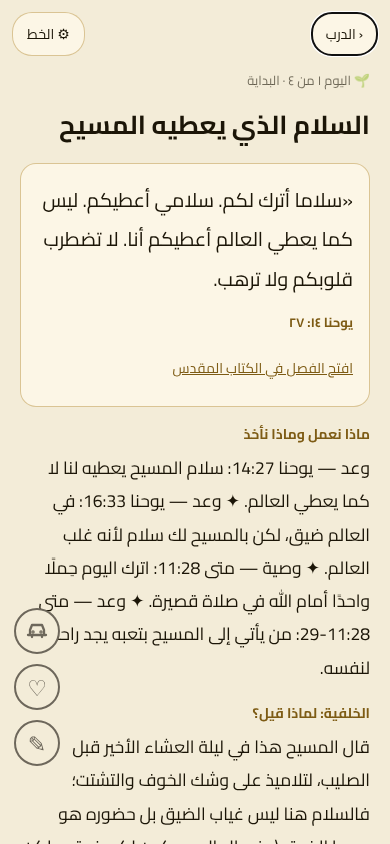 ‹ الدرب
⚙ الخط
🌱 اليوم ١ من ٤ · البداية
السلام الذي يعطيه المسيح
«سلاما أترك لكم. سلامي أعطيكم. ليس
كما يعطي العالم أعطيكم أنا. لا تضطرب
قلوبكم ولا ترهب.
يوحنا ١٤: ٢٧
افتح الفصل في الكتاب المقدس
ماذا نعمل وماذا نأخذ
وعد — يوحنا 14:27: سلام المسيح يعطيه لنا لا
كما يعطي العالم. ✦ وعد — يوحنا 16:33: في
العالم ضيق، لكن بالمسيح لك سلام لأنه غلب
العالم. ✦ وصية — متى 11:28: اترك اليوم حِملًا
واحدًا أمام الله في صلاة قصيرة. ✦ وعد — متى
11:28-29: من يأتي إلى المسيح بتعبه يجد
لنفسه.
الخلفية: لماذا قيل؟
قال المسيح هذا في ليلة العشاء الأخير قبل
الصليب، لتلاميذ على وشك الخوف والتشتت؛
فالسلام هنا ليس غياب الضيق بل حضوره هو